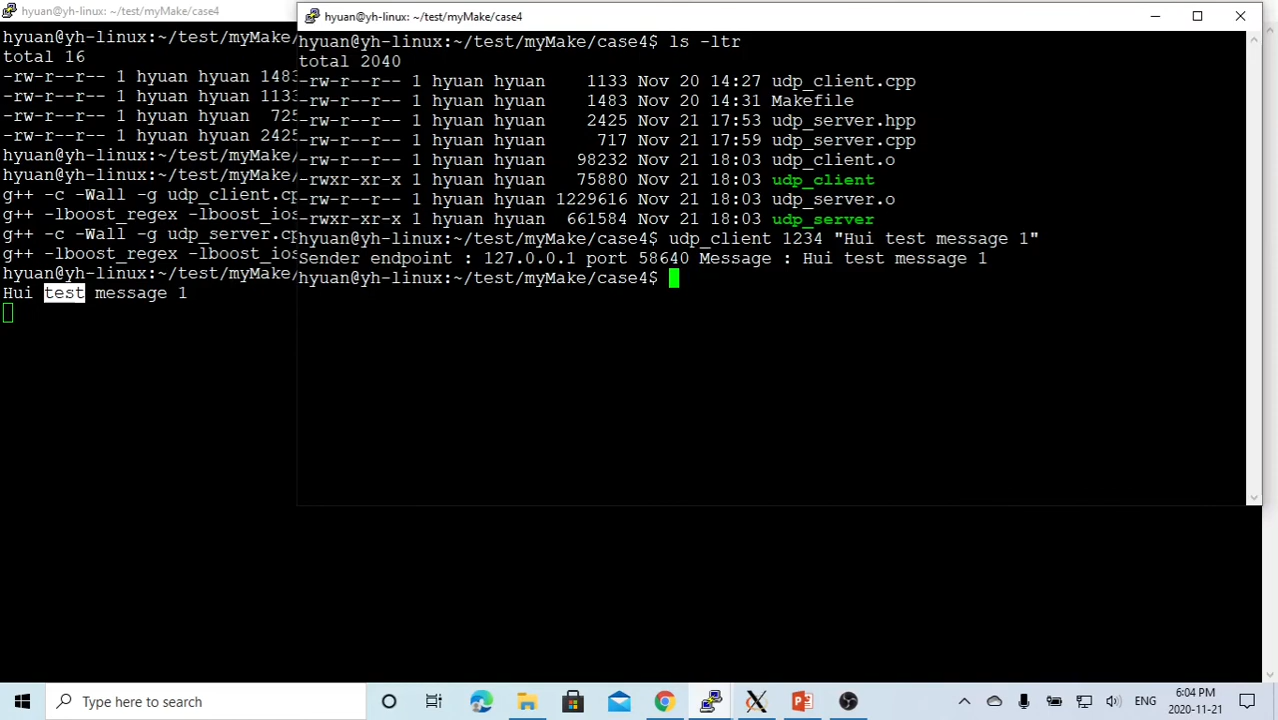 hyuan@yh-linux: ~/test/myMake/case4
hyuan@yh-linux:~/test/myMake/
total 16
-rw-r--r-- 1 hyuan hyuan 1483
-rw-r--r-- 1 hyuan hyuan 1133
-rw-r--r-- 1 hyuan hyuan  725
-rw-r--r-- 1 hyuan hyuan 2425
hyuan@yh-linux:~/test/myMake/
hyuan@yh-linux:~/test/myMake/
g++ -c -Wall -g udp_client.cp
g++ -lboost_regex -lboost_ios
g++ -c -Wall -g udp_server.cp
g++ -lboost_regex -lboost_ios
hyuan@yh-linux:~/test/myMake/
Hui test message 1
hyuan@yh-linux: ~/test/myMake/case4
hyuan@yh-linux:~/test/myMake/case4$ ls -ltr
total 2040
-rw-r--r-- 1 hyuan hyuan    1133 Nov 20 14:27 udp_client.cpp
-rw-r--r-- 1 hyuan hyuan    1483 Nov 20 14:31 Makefile
-rw-r--r-- 1 hyuan hyuan    2425 Nov 21 17:53 udp_server.hpp
-rw-r--r-- 1 hyuan hyuan     717 Nov 21 17:59 udp_server.cpp
-rw-r--r-- 1 hyuan hyuan   98232 Nov 21 18:03 udp_client.o
-rwxr-xr-x 1 hyuan hyuan   75880 Nov 21 18:03 udp_client
-rw-r--r-- 1 hyuan hyuan 1229616 Nov 21 18:03 udp_server.o
-rwxr-xr-x 1 hyuan hyuan  661584 Nov 21 18:03 udp_server
hyuan@yh-linux:~/test/myMake/case4$ udp_client 1234 "Hui test message 1"
Sender endpoint : 127.0.0.1 port 58640 Message : Hui test message 1
hyuan@yh-linux:~/test/myMake/case4$
Type here to search
ENG
6:04 PM
2020-11-21